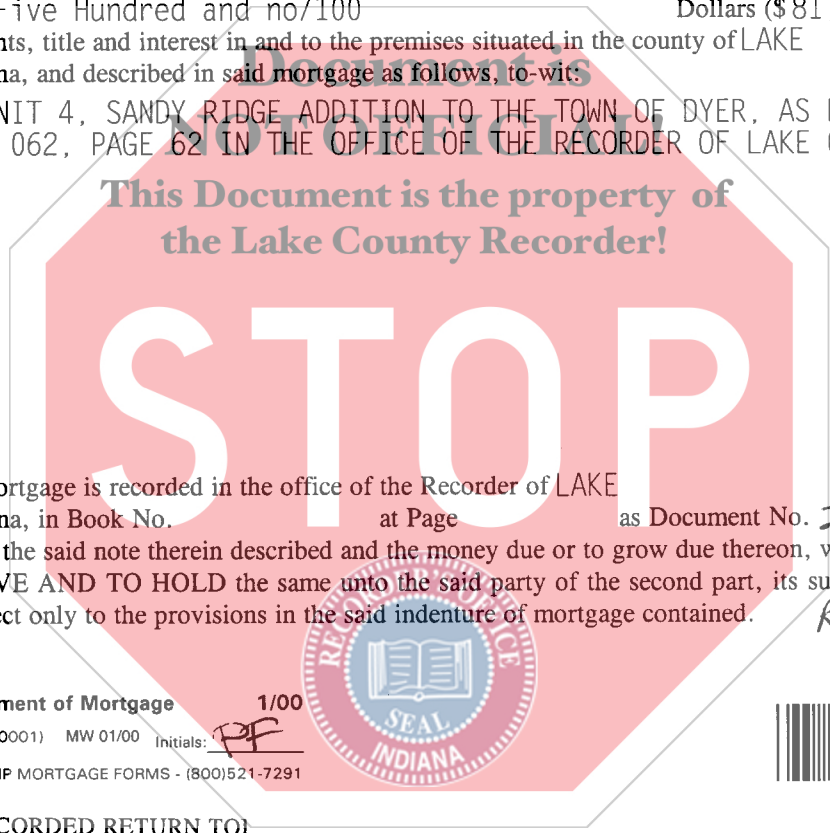 ive Hundred and no/100 Dollars ($81
nts, title and interest in and to the premises situated in the county of LAKE
na, and described in said mortgage as follows, to-wit:
Document is
NIT 4, SANDY RIDGE ADDITION TO THE TOWN OF DYER, AS
NOT OFFICIAL!
062, PAGE 62 IN THE OFFICE OF THE RECORDER OF LAKE
This Document is the property of
the Lake County Recorder!
STOP
ortgage is recorded in the office of the Recorder of LAKE
na, in Book No. at Page as Document No.
the said note therein described and the money due or to grow due thereon, w
VE AND TO HOLD the same unto the said party of the second part, its su
ect only to the provisions in the said indenture of mortgage contained.
RECORDER'S OFFICE
SEAL
INDIANA
ment of Mortgage 1/00
0001) MW 01/00 Initials: PF
MP MORTGAGE FORMS - (800)521-7291
CORDED RETURN TO